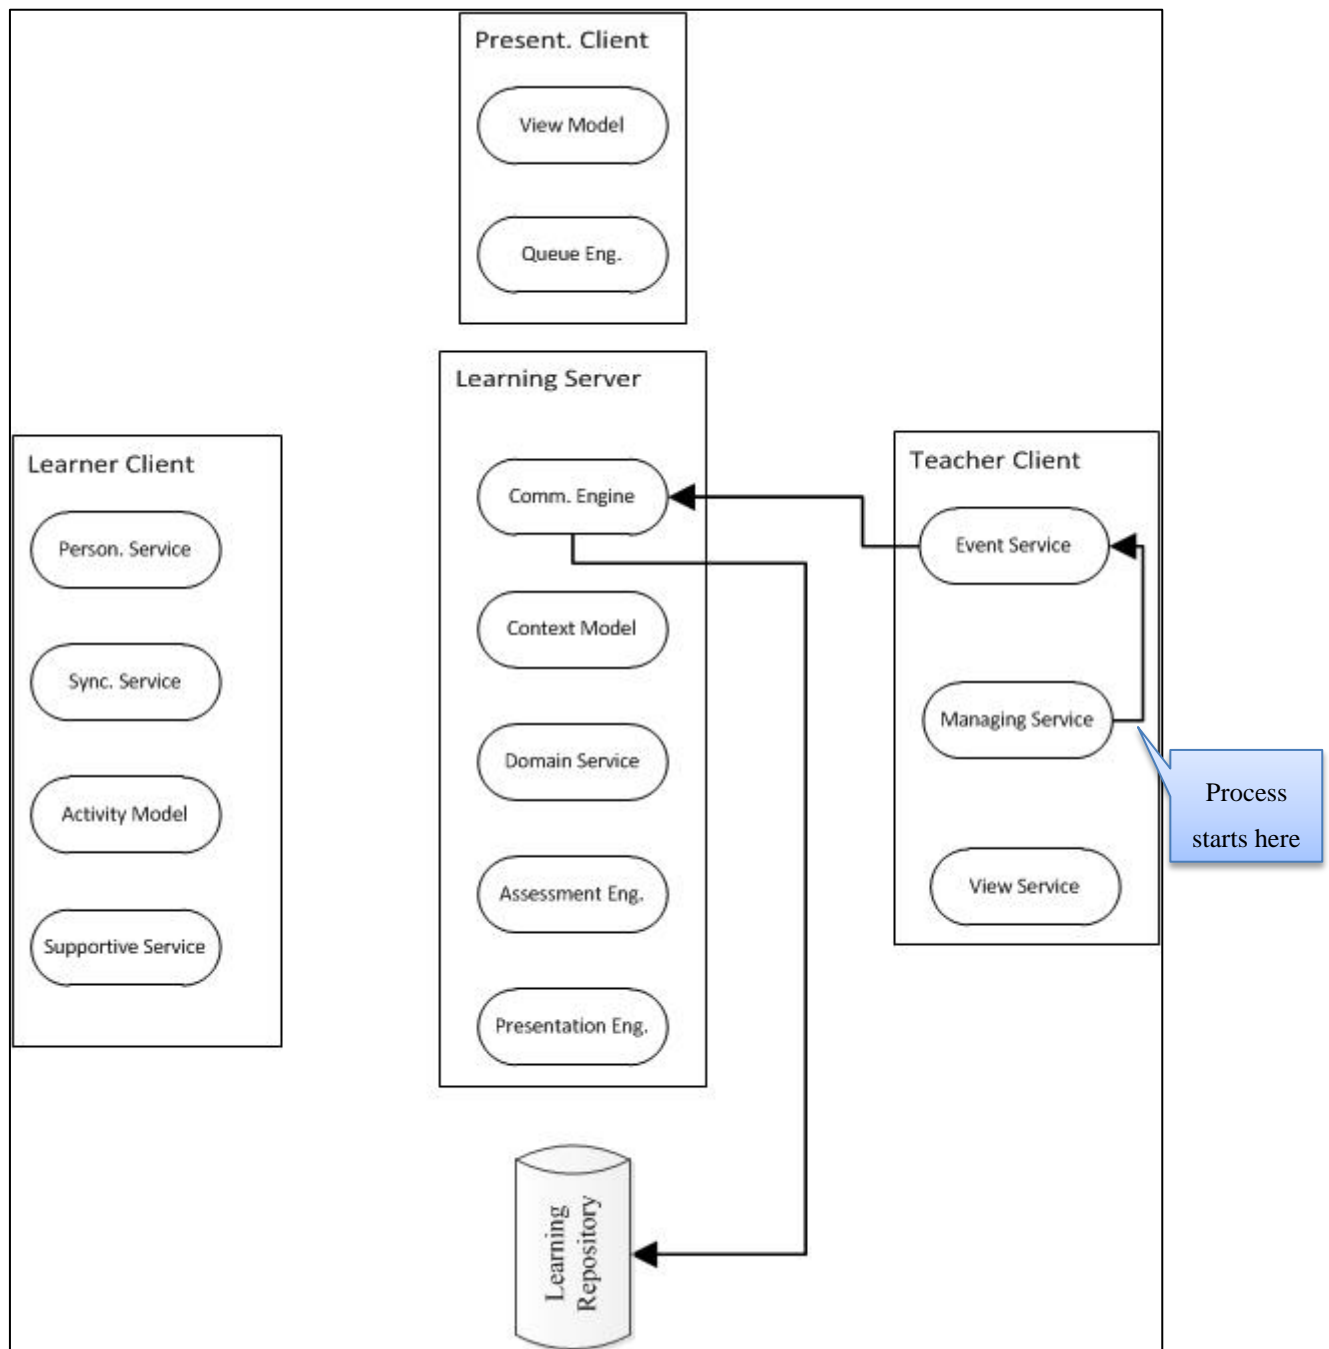 Present. Client
View Model
Queue Eng.
Learning Server
Comm. Engine
Context Model
Domain Service
Assessment Eng.
Presentation Eng.
Learner Client
Person. Service
Sync. Service
Activity Model
Supportive Service
Teacher Client
Event Service
Managing Service
View Service
Process
starts here
Learning
Repository